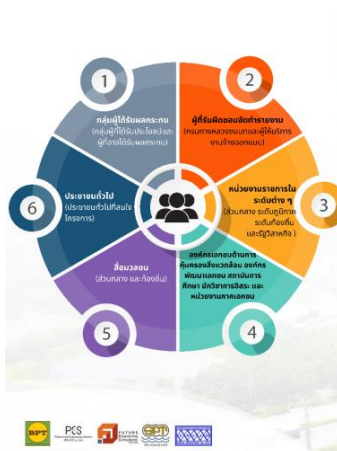 1
กลุ่มผู้ได้รับผลกระทบ
(กลุ่มผู้ที่ได้รับประโยชน์และ
ผู้ที่อาจได้รับผลกระทบ)
2
ผู้ที่รับผิดชอบจัดทำรายงาน
(กรมทางหลวงชนบทและผู้ให้บริการ
งานจ้างออกแบบ)
3
หน่วยงานราชการใน
ระดับต่าง ๆ
(ส่วนกลาง ระดับภูมิภาค
ระดับท้องถิ่น
และรัฐวิสาหกิจ )
4
องค์กรเอกชนด้านการ
คุ้มครองสิ่งแวดล้อม องค์กร
พัฒนาเอกชน สถาบันการ
ศึกษา นักวิชาการอิสระ และ
หน่วยงานภาคเอกชน
5
สื่อมวลชน
(ส่วนกลาง และท้องถิ่น)
6
ประชาชนทั่วไป
(ประชาชนทั่วไปที่สนใจ
โครงการ)
BPT
PCS
FUTURE